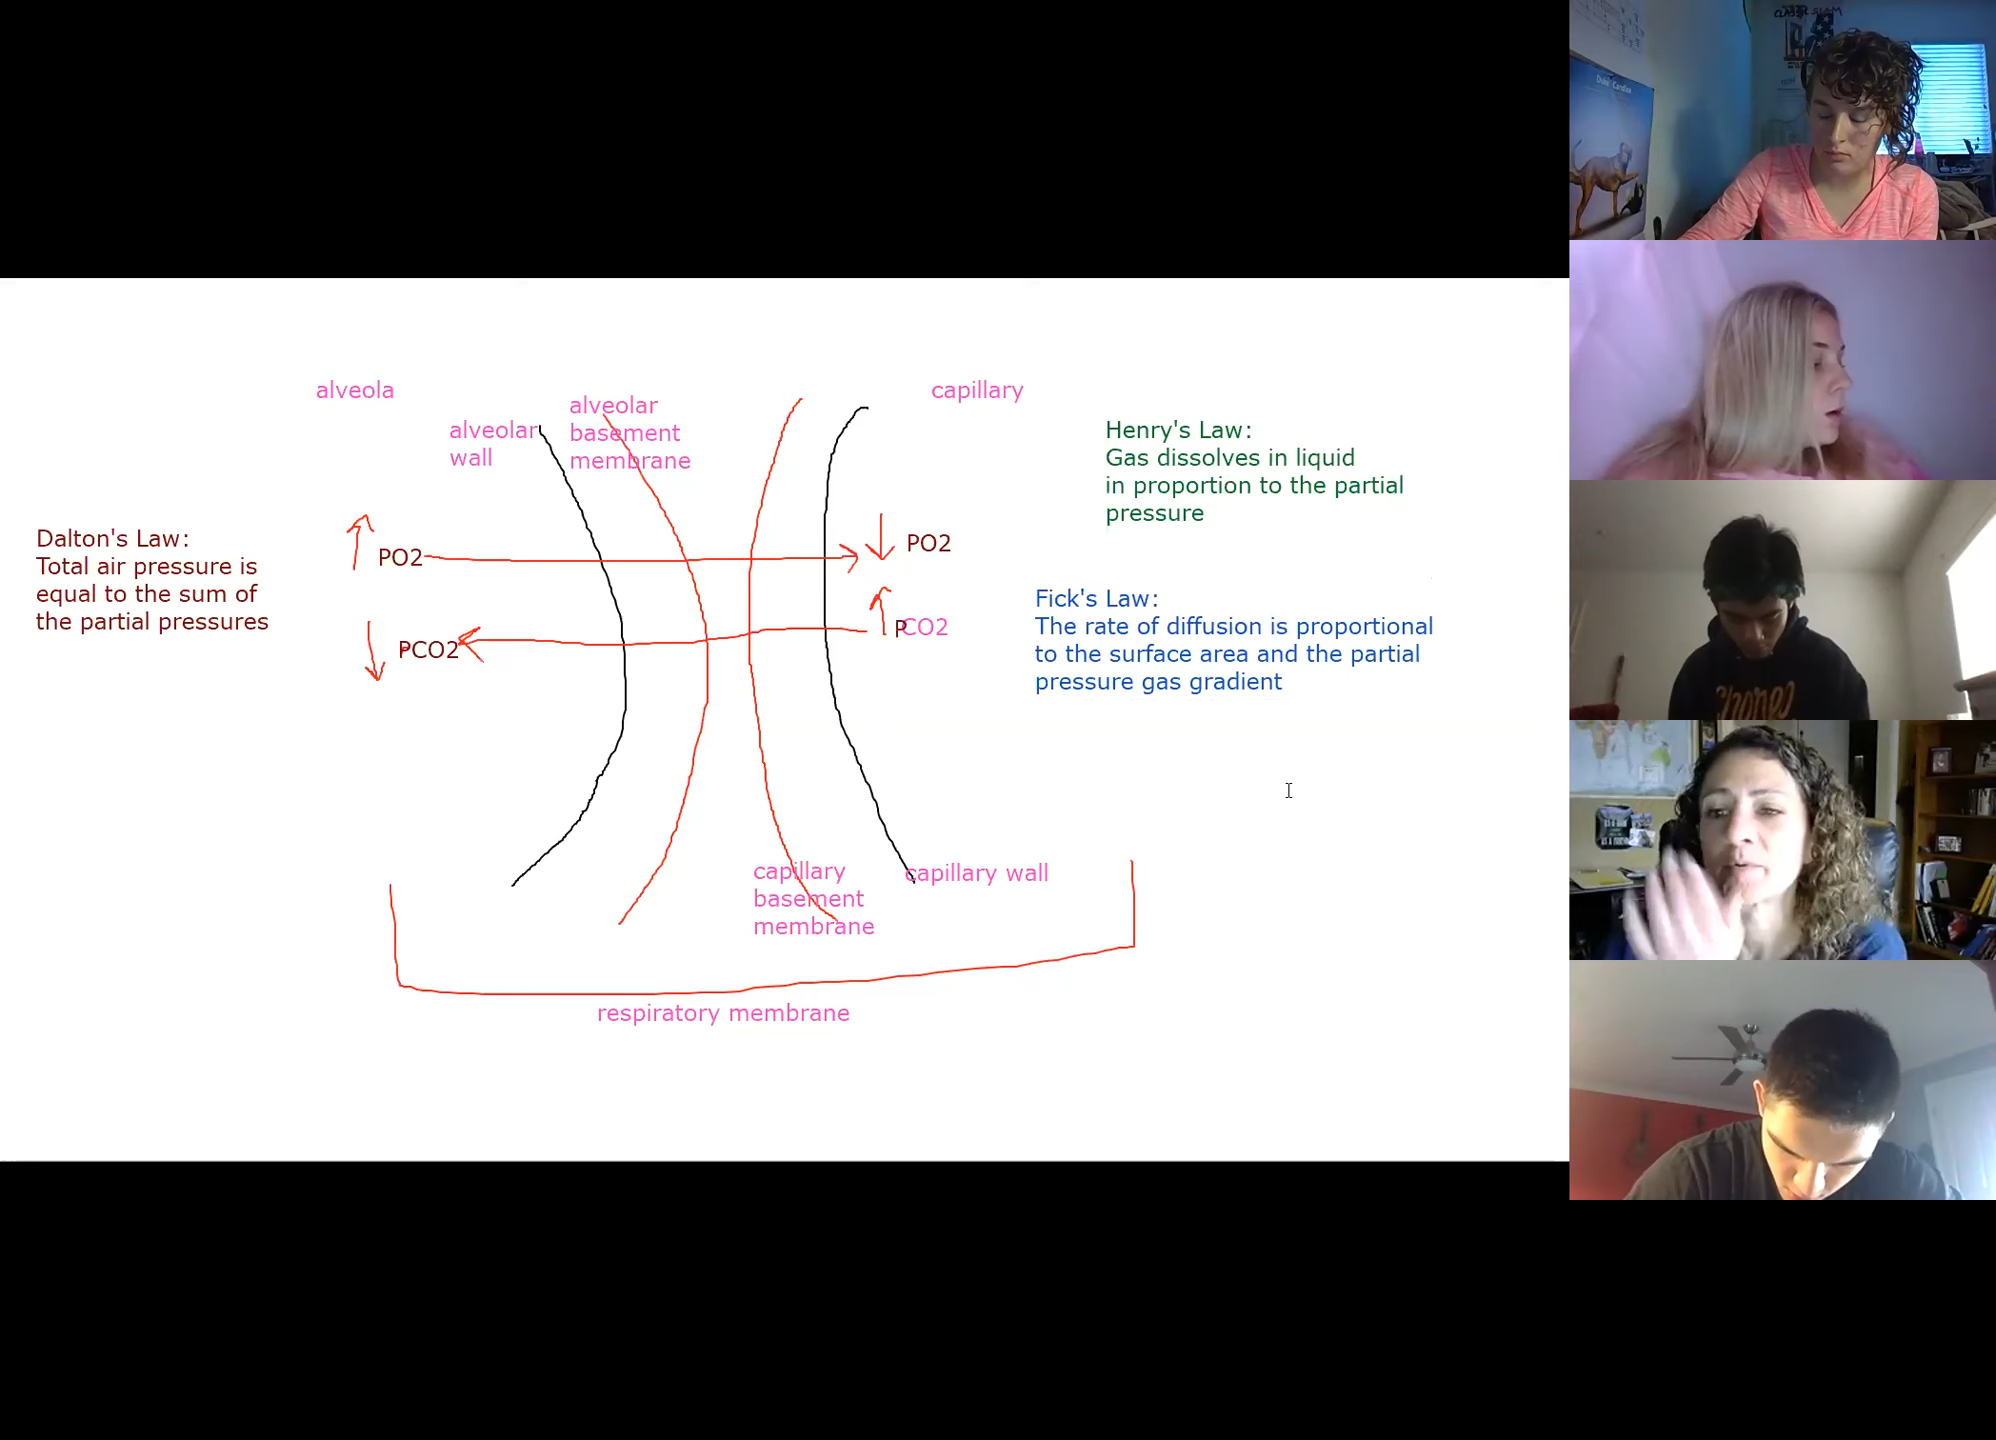 alveola
alveolar
wall
alveolar
basement
membrane
capillary
Dalton's Law:
Total air pressure is
equal to the sum of
the partial pressures
PO2
PCO2
PO2
PCO2
Henry's Law:
Gas dissolves in liquid
in proportion to the partial
pressure
Fick's Law:
The rate of diffusion is proportional
to the surface area and the partial
pressure gas gradient
capillary
basement
membrane
capillary wall
respiratory membrane